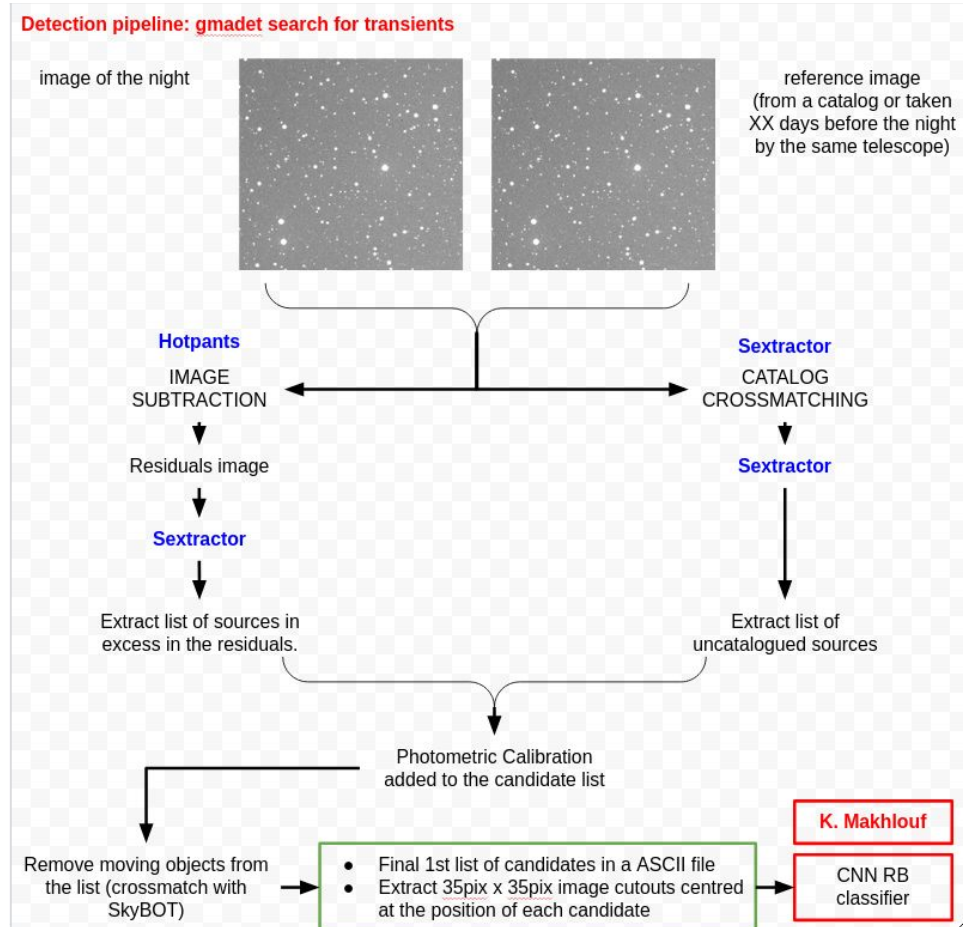 Detection pipeline: gmadet search for transients
image of the night
reference image
(from a catalog or taken
XX days before the night
by the same telescope)
Hotpants
IMAGE
SUBTRACTION
Sextractor
CATALOG
CROSSMATCHING
Residuals image
Sextractor
Sextractor
Extract list of sources in
excess in the residuals.
Extract list of
uncatalogued sources
Photometric Calibration
added to the candidate list
Remove moving objects from
the list (crossmatch with
SkyBOT)
● Final 1st list of candidates in a ASCII file
● Extract 35pix x 35pix image cutouts centred
at the position of each candidate
K. Makhlouf
CNN RB
classifier